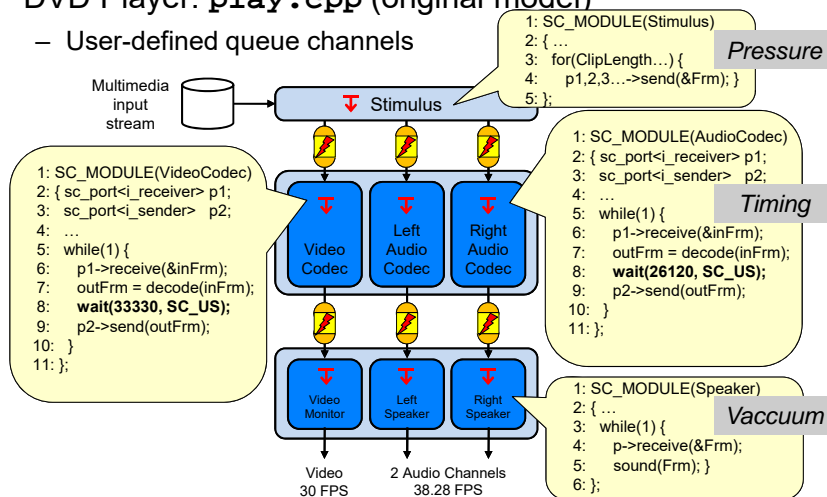 DVD Player: play.cpp (original model)
– User-defined queue channels
Multimedia
input
stream
Stimulus
1: SC_MODULE(Stimulus)
2: { …
3: for(ClipLength…) {
4: p1,2,3…->send(&Frm); }
5: };
Pressure
1: SC_MODULE(VideoCodec)
2: { sc_port<i_receiver> p1;
3: sc_port<i_sender> p2;
4: …
5: while(1) {
6: p1->receive(&inFrm);
7: outFrm = decode(inFrm);
8: wait(33330, SC_US);
9: p2->send(outFrm);
10: }
11: };
Video
Codec
Left
Audio
Codec
Right
Audio
Codec
1: SC_MODULE(AudioCodec)
2: { sc_port<i_receiver> p1;
3: sc_port<i_sender> p2;
4: …
5: while(1) {
6: p1->receive(&inFrm);
7: outFrm = decode(inFrm);
8: wait(26120, SC_US);
9: p2->send(outFrm);
10: }
11: };
Timing
Video
Monitor
Left
Speaker
Right
Speaker
1: SC_MODULE(Speaker)
2: { …
3: while(1) {
4: p->receive(&Frm);
5: sound(Frm); }
6: };
Vaccuum
Video
30 FPS
2 Audio Channels
38.28 FPS